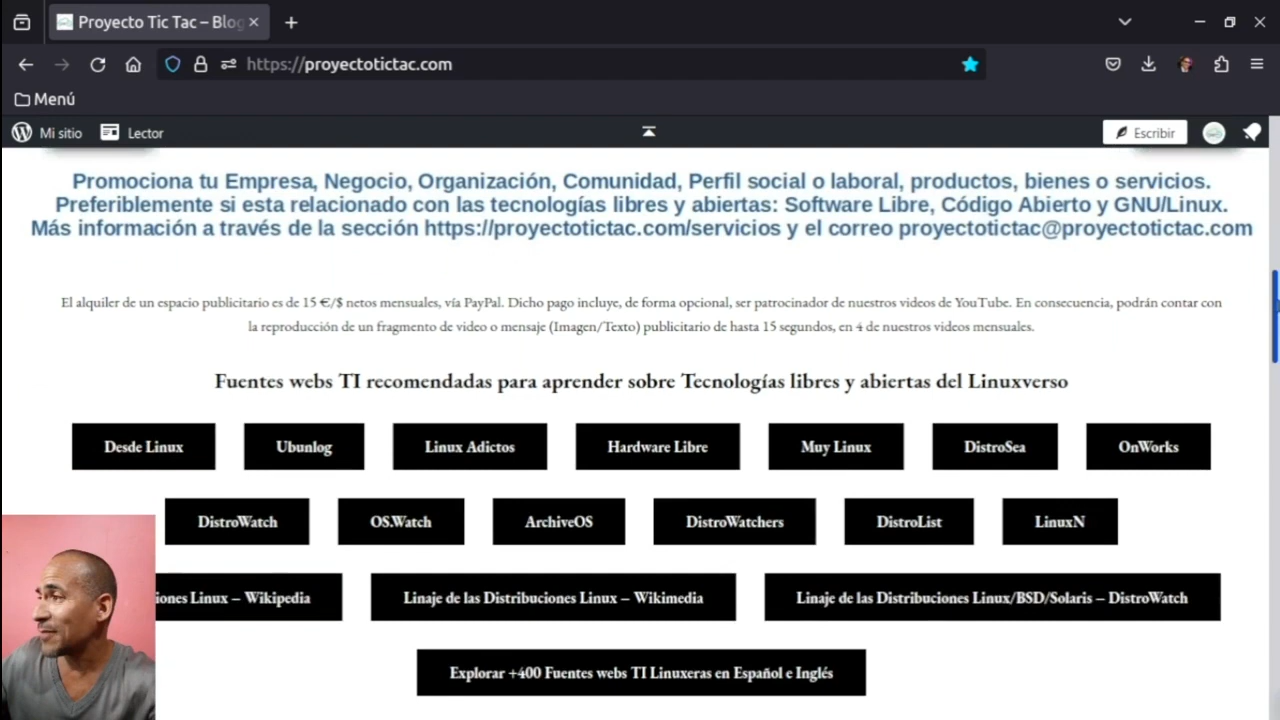 Proyecto Tic Tac – Blog
https://proyectotictac.com
Menú
Mi sitio
Lector
Escribir
Promociona tu Empresa, Negocio, Organización, Comunidad, Perfil social o laboral, productos, bienes o servicios.
Preferiblemente si esta relacionado con las tecnologías libres y abiertas: Software Libre, Código Abierto y GNU/Linux.
Más información a través de la sección https://proyectotictac.com/servicios y el correo proyectotictac@proyectotictac.com
El alquiler de un espacio publicitario es de 15 €/$ netos mensuales, vía PayPal. Dicho pago incluye, de forma opcional, ser patrocinador de nuestros videos de YouTube. En consecuencia, podrán contar con
la reproducción de un fragmento de video o mensaje (Imagen/Texto) publicitario de hasta 15 segundos, en 4 de nuestros videos mensuales.
Fuentes webs TI recomendadas para aprender sobre Tecnologías libres y abiertas del Linuxverso
Desde Linux
Ubunlog
Linux Adictos
Hardware Libre
Muy Linux
DistroSea
OnWorks
DistroWatch
OS.Watch
ArchiveOS
DistroWatchers
DistroList
LinuxN
iones Linux – Wikipedia
Linaje de las Distribuciones Linux – Wikimedia
Linaje de las Distribuciones Linux/BSD/Solaris – DistroWatch
Explorar +400 Fuentes webs TI Linuxeras en Español e Inglés